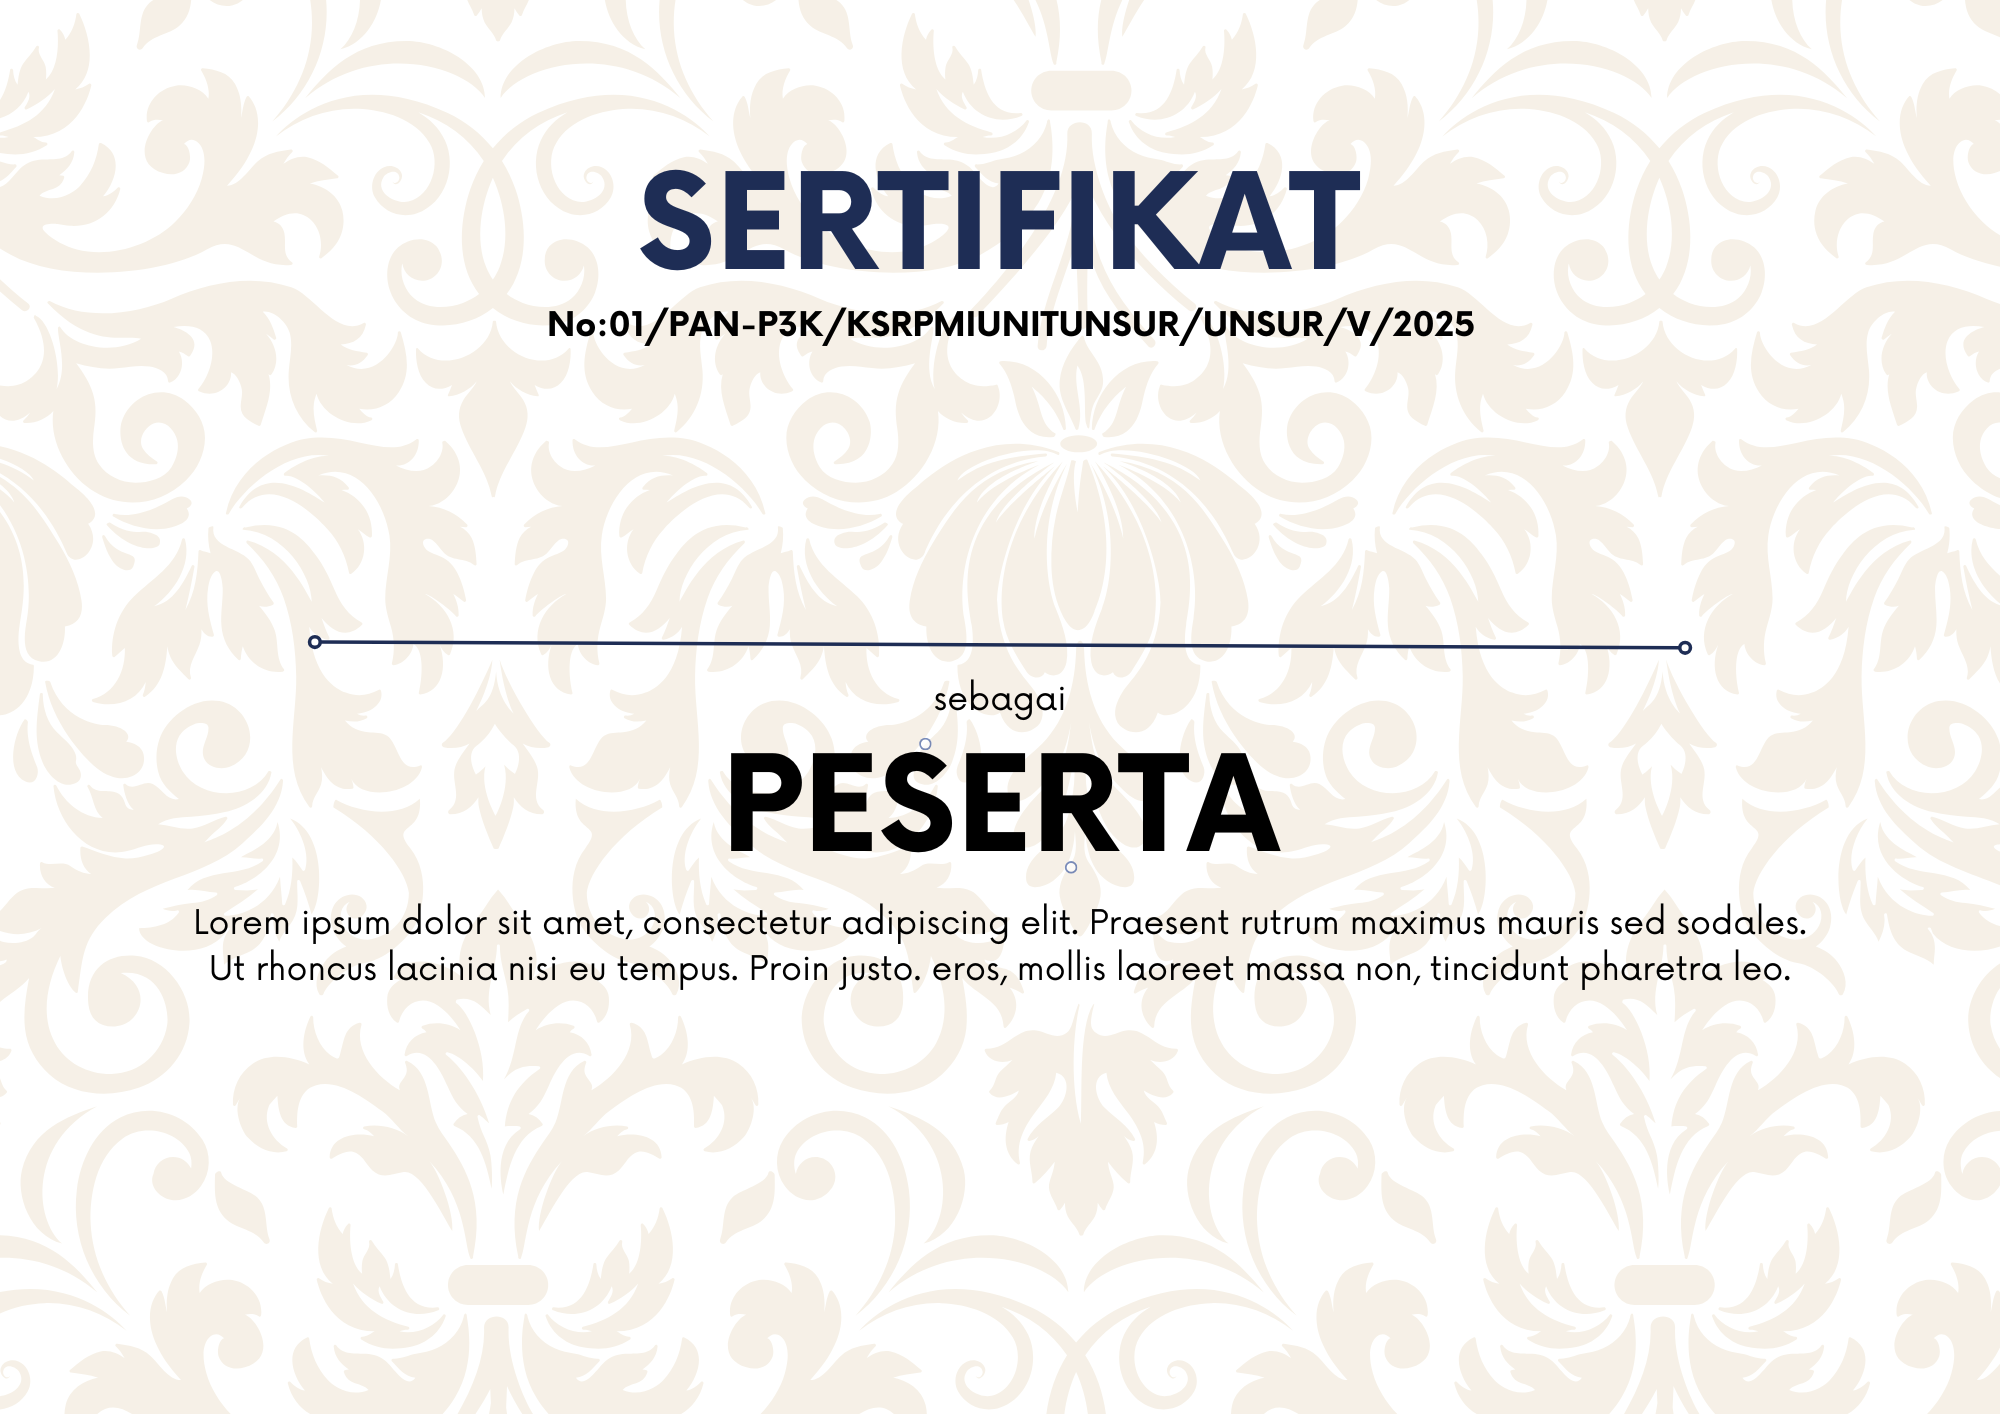 SERTIFIKAT
No:01/PAN-P3K/KSRPMIUNITUNSUR/UNSUR/V/2025
sebagai
PESERTA
Lorem ipsum dolor sit amet, consectetur adipiscing elit. Praesent rutrum maximus mauris sed sodales.
Ut rhoncus lacinia nisi eu tempus. Proin justo. eros, mollis laoreet massa non, tincidunt pharetra leo.